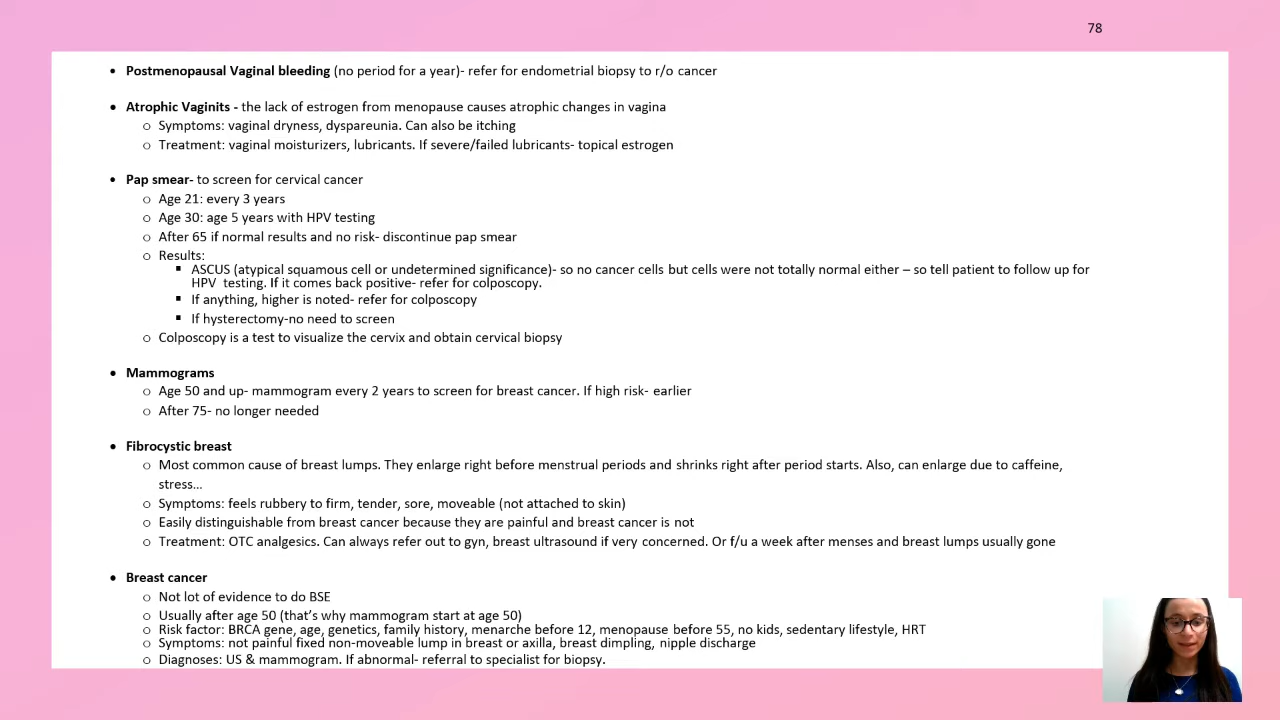 78
• Postmenopausal Vaginal bleeding (no period for a year)- refer for endometrial biopsy to r/o cancer
• Atrophic Vaginits - the lack of estrogen from menopause causes atrophic changes in vagina
o Symptoms: vaginal dryness, dyspareunia. Can also be itching
o Treatment: vaginal moisturizers, lubricants. If severe/failed lubricants- topical estrogen
• Pap smear- to screen for cervical cancer
o Age 21: every 3 years
o Age 30: age 5 years with HPV testing
o After 65 if normal results and no risk- discontinue pap smear
o Results:
▪ ASCUS (atypical squamous cell or undetermined significance)- so no cancer cells but cells were not totally normal either – so tell patient to follow up for
HPV testing. If it comes back positive- refer for colposcopy.
▪ If anything, higher is noted- refer for colposcopy
▪ If hysterectomy-no need to screen
o Colposcopy is a test to visualize the cervix and obtain cervical biopsy
• Mammograms
o Age 50 and up- mammogram every 2 years to screen for breast cancer. If high risk- earlier
o After 75- no longer needed
• Fibrocystic breast
o Most common cause of breast lumps. They enlarge right before menstrual periods and shrinks right after period starts. Also, can enlarge due to caffeine,
stress…
o Symptoms: feels rubbery to firm, tender, sore, moveable (not attached to skin)
o Easily distinguishable from breast cancer because they are painful and breast cancer is not
o Treatment: OTC analgesics. Can always refer out to gyn, breast ultrasound if very concerned. Or f/u a week after menses and breast lumps usually gone
• Breast cancer
o Not lot of evidence to do BSE
o Usually after age 50 (that’s why mammogram start at age 50)
o Risk factor: BRCA gene, age, genetics, family history, menarche before 12, menopause before 55, no kids, sedentary lifestyle, HRT
o Symptoms: not painful fixed non-moveable lump in breast or axilla, breast dimpling, nipple discharge
o Diagnoses: US & mammogram. If abnormal- referral to specialist for biopsy.